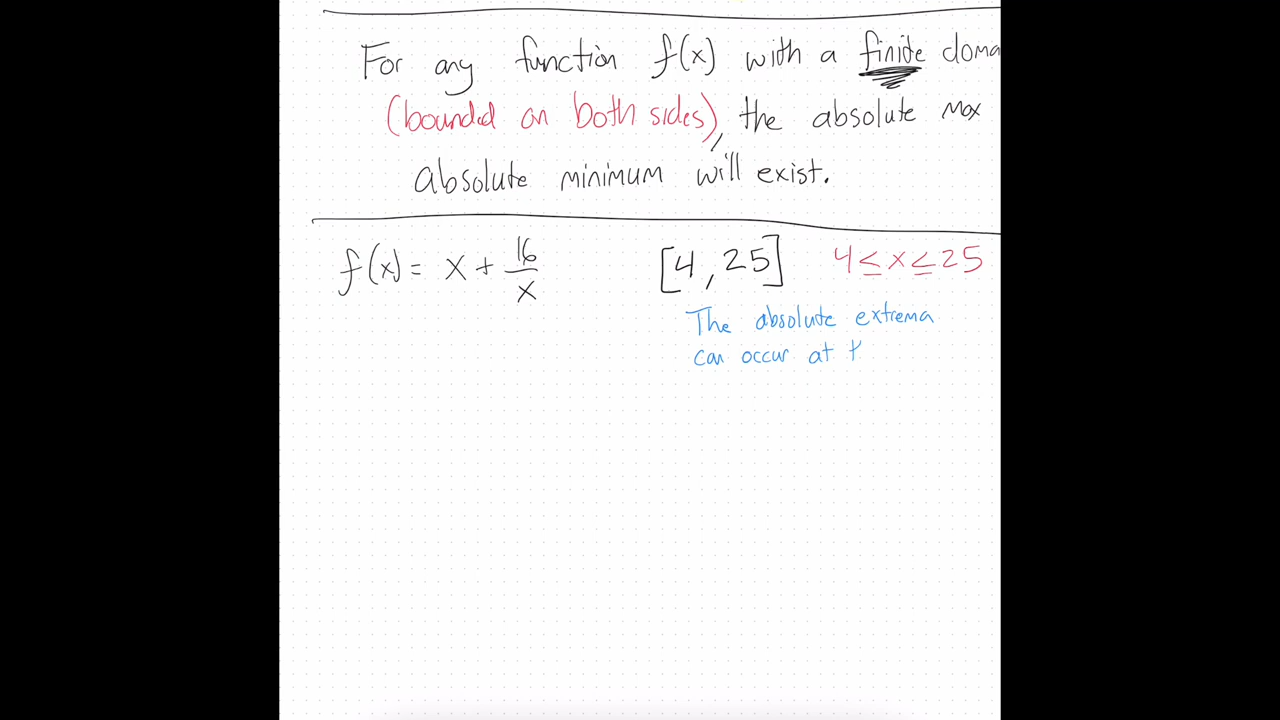 For any function f(x) with a finite doma
(bounded on both sides), the absolute max
absolute minimum will exist.
f(x) = x + 16/x [4, 25] 4 ≤ x ≤ 25
The absolute extrema
can occur at t